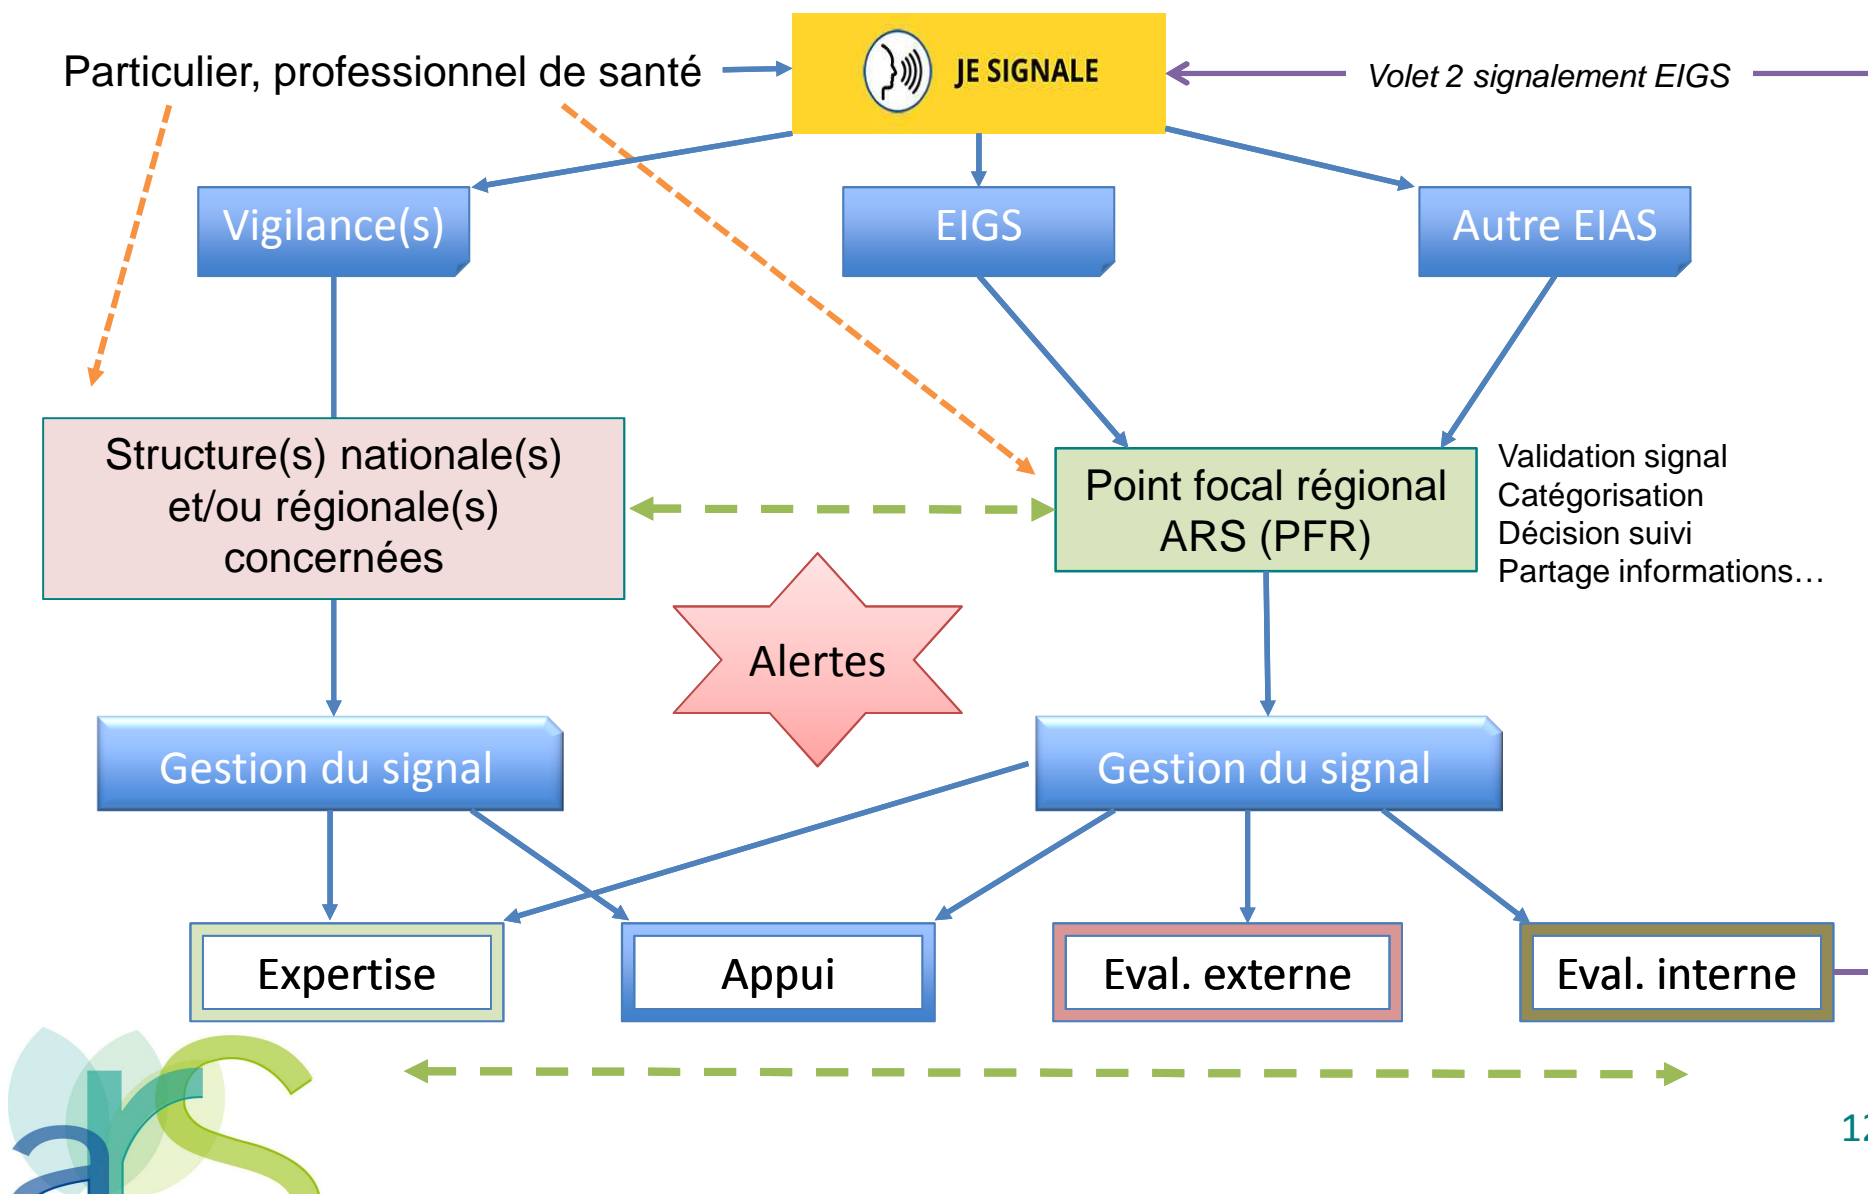 Particulier, professionnel de santé
JE SIGNALE
Volet 2 signalement EIGS
Vigilance(s)
EIGS
Autre EIAS
Structure(s) nationale(s)
et/ou régionale(s)
concernées
Point focal régional
ARS (PFR)
Validation signal
Catégorisation
Décision suivi
Partage informations…
Alertes
Gestion du signal
Gestion du signal
Expertise
Appui
Eval. externe
Eval. interne
ars
12